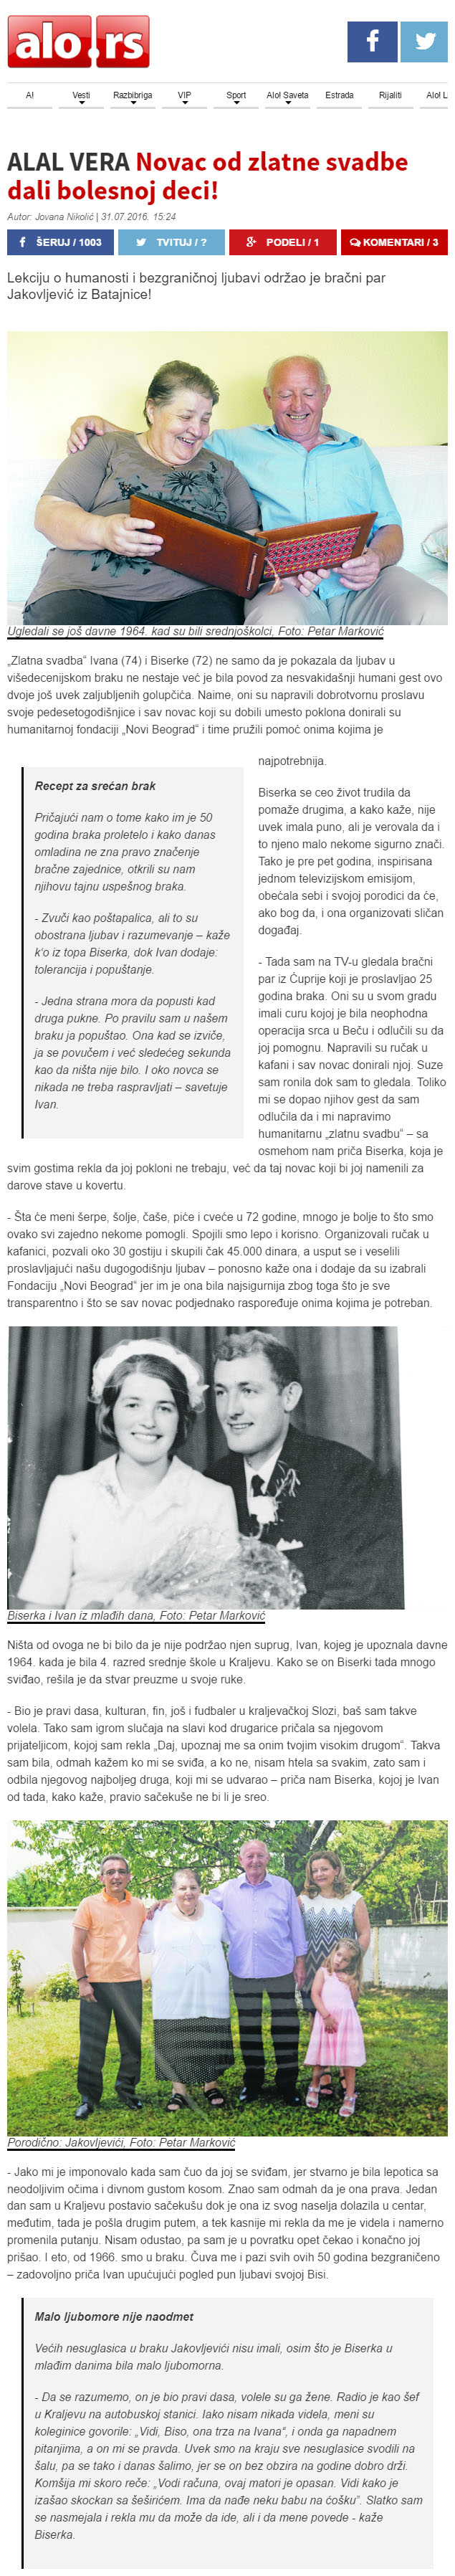 alo.rs
A!
Vesti
Razbibriga
VIP
Sport
Alo! Saveta
Estrada
Rijaliti
Alo! L
ALAL VERA Novac od zlatne svadbe
dali bolesnoj deci!
Autor: Jovana Nikolić | 31.07.2016. 15:24
ŠERUJ / 1003
TVITUJ / ?
PODELI / 1
KOMENTARI / 3
Lekciju o humanosti i bezgraničnoj ljubavi održao je bračni par
Jakovljević iz Batajnice!
Ugledali se još davne 1964. kad su bili srednjoškolci, Foto: Petar Marković
„Zlatna svadba“ Ivana (74) i Biserke (72) ne samo da je pokazala da ljubav u
višedecenijskom braku ne nestaje već je bila povod za nesvakidašnji humani gest ovo
dvoje još uvek zaljubljenih golupčića. Naime, oni su napravili dobrotvornu proslavu
svoje pedesetogodišnjice i sav novac koji su dobili umesto poklona donirali su
humanitarnoj fondaciji „Novi Beograd“ i time pružili pomoć onima kojima je
najpotrebnija.
Recept za srećan brak
Pričajući nam o tome kako im je 50
godina braka proletelo i kako danas
omladina ne zna pravo značenje
bračne zajednice, otkrili su nam
njihovu tajnu uspešnog braka.
- Zvuči kao poštapalica, ali to su
obostrana ljubav i razumevanje – kaže
k‘o iz topa Biserka, dok Ivan dodaje:
tolerancija i popuštanje.
- Jedna strana mora da popusti kad
druga pukne. Po pravilu sam u našem
braku ja popuštao. Ona kad se izviče,
ja se povučem i već sledećeg sekunda
kao da ništa nije bilo. I oko novca se
nikada ne treba raspravljati – savetuje
Ivan.
Biserka se ceo život trudila da
pomaže drugima, a kako kaže, nije
uvek imala puno, ali je verovala da i
to njeno malo nekome sigurno znači.
Tako je pre pet godina, inspirisana
jednom televizijskom emisijom,
obećala sebi i svojoj porodici da će,
ako bog da, i ona organizovati sličan
događaj.
- Tada sam na TV-u gledala bračni
par iz Ćuprije koji je proslavljao 25
godina braka. Oni su u svom gradu
imali curu kojoj je bila neophodna
operacija srca u Beču i odlučili su da
joj pomognu. Napravili su ručak u
kafani i sav novac donirali njoj. Suze
sam ronila dok sam to gledala. Toliko
mi se dopao njihov gest da sam
odlučila da i mi napravimo
humanitarnu „zlatnu svadbu“ – sa
osmehom nam priča Biserka, koja je
svim gostima rekla da joj pokloni ne trebaju, već da taj novac koji bi joj namenili za
darove stave u kovertu.
- Šta će meni šerpe, šolje, čaše, piće i cveće u 72 godine, mnogo je bolje to što smo
ovako svi zajedno nekome pomogli. Spojili smo lepo i korisno. Organizovali ručak u
kafanici, pozvali oko 30 gostiju i skupili čak 45.000 dinara, a usput se i veselili
proslavljajući našu dugogodišnju ljubav – ponosno kaže ona i dodaje da su izabrali
Fondaciju „Novi Beograd“ jer im je ona bila najsigurnija zbog toga što je sve
transparentno i što se sav novac podjednako raspoređuje onima kojima je potreban.
Biserka i Ivan iz mlađih dana, Foto: Petar Marković
Ništa od ovoga ne bi bilo da je nije podržao njen suprug, Ivan, kojeg je upoznala davne
1964. kada je bila 4. razred srednje škole u Kraljevu. Kako se on Biserki tada mnogo
sviđao, rešila je da stvar preuzme u svoje ruke.
- Bio je pravi dasa, kulturan, fin, još i fudbaler u kraljevačkoj Slozi, baš sam takve
volela. Tako sam igrom slučaja na slavi kod drugarice pričala sa njegovom
prijateljicom, kojoj sam rekla „Daj, upoznaj me sa onim tvojim visokim drugom“. Takva
sam bila, odmah kažem ko mi se sviđa, a ko ne, nisam htela sa svakim, zato sam i
odbila njegovog najboljeg druga, koji mi se udvarao – priča nam Biserka, kojoj je Ivan
od tada, kako kaže, pravio sačekuše ne bi li je sreo.
Porodično: Jakovljevići, Foto: Petar Marković
- Jako mi je imponovalo kada sam čuo da joj se sviđam, jer stvarno je bila lepotica sa
neodoljivim očima i divnom gustom kosom. Znao sam odmah da je ona prava. Jedan
dan sam u Kraljevu postavio sačekušu dok je ona iz svog naselja dolazila u centar,
međutim, tada je pošla drugim putem, a tek kasnije mi rekla da me je videla i namerno
promenila putanju. Nisam odustao, pa sam je u povratku opet čekao i konačno joj
prišao. I eto, od 1966. smo u braku. Čuva me i pazi svih ovih 50 godina bezgraničeno
– zadovoljno priča Ivan upućujući pogled pun ljubavi svojoj Bisi.
Malo ljubomore nije naodmet
Većih nesuglasica u braku Jakovljevići nisu imali, osim što je Biserka u
mlađim danima bila malo ljubomorna.
- Da se razumemo, on je bio pravi dasa, volele su ga žene. Radio je kao šef
u Kraljevu na autobuskoj stanici. Iako nisam nikada videla, meni su
koleginice govorile: „Vidi, Biso, ona trza na Ivana“, i onda ga napadnem
pitanjima, a on mi se pravda. Uvek smo na kraju sve nesuglasice svodili na
šalu, pa se tako i danas šalimo, jer se on bez obzira na godine dobro drži.
Komšija mi skoro reče: „Vodi računa, ovaj matori je opasan. Vidi kako je
izašao skockan sa šeširićem. Ima da nađe neku babu na ćošku”. Slatko sam
se nasmejala i rekla mu da može da ide, ali i da mene povede - kaže
Biserka.